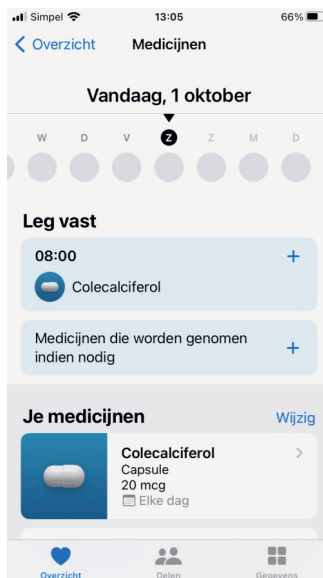 Simpel 13:05 66%
Overzicht Medicijnen
Vandaag, 1 oktober
W D V Z Z M D
Leg vast
08:00
Colecalciferol
Medicijnen die worden genomen
indien nodig
Je medicijnen Wijzig
Colecalciferol
Capsule
20 mcg
Elke dag
Overzicht Delen Gegevens